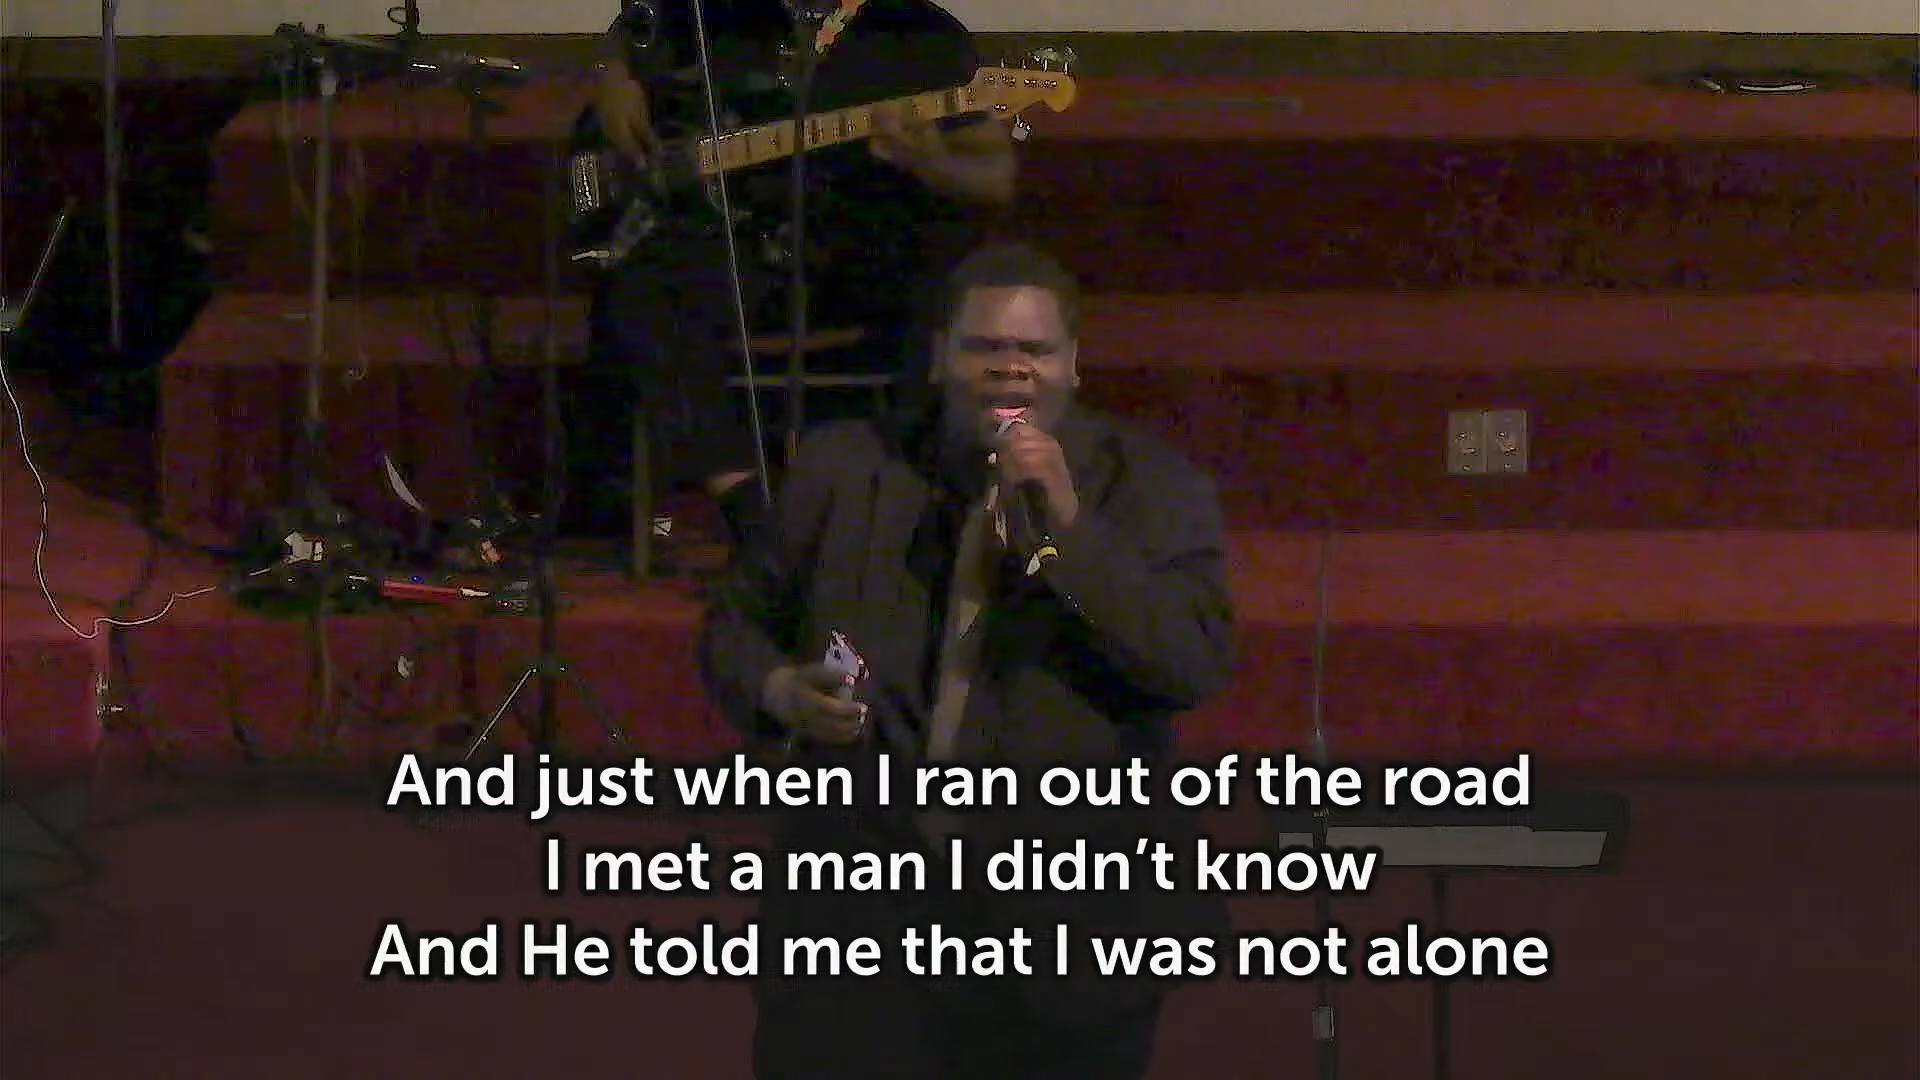 And just when I ran out of the road
I met a man I didn’t know
And He told me that I was not alone